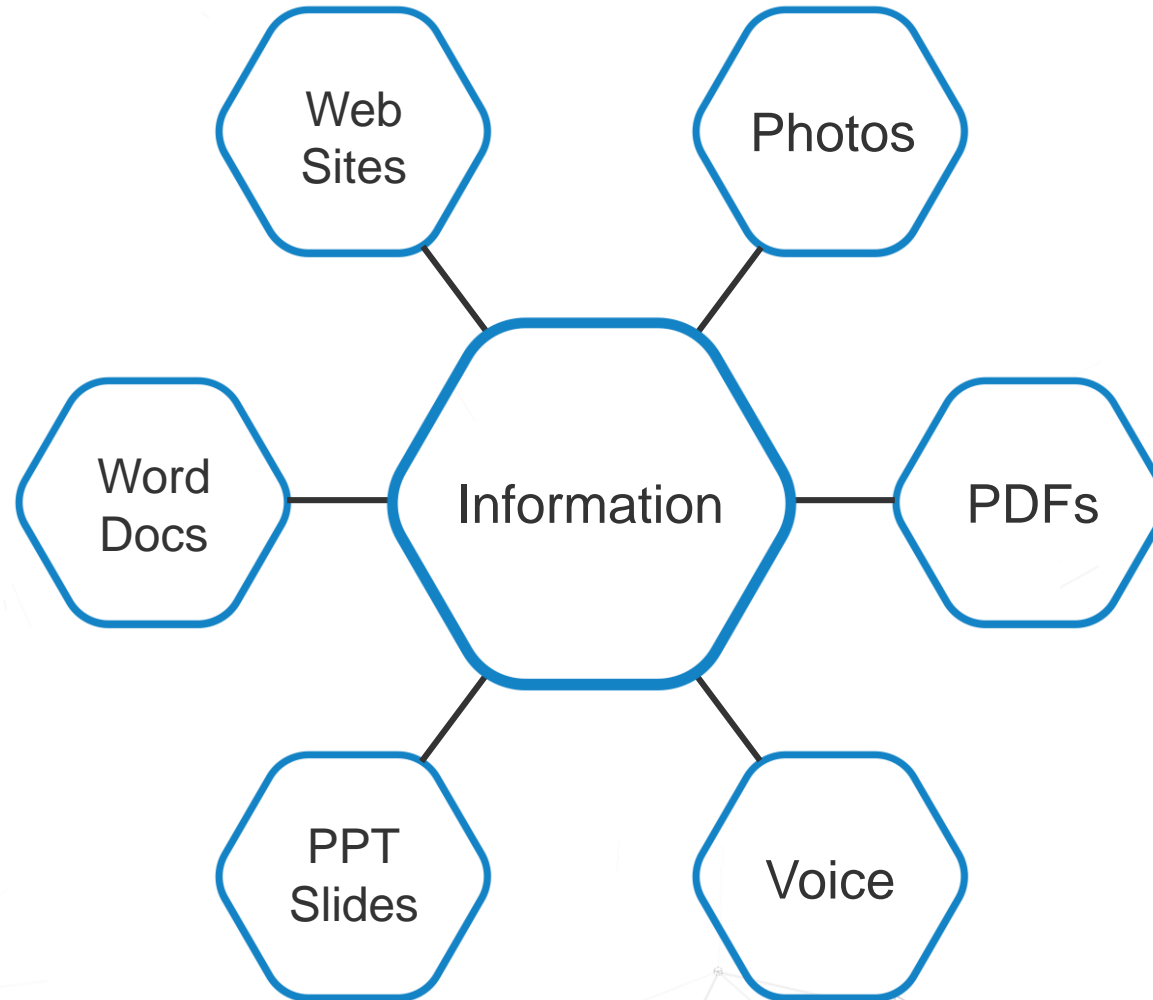 Web
Sites
Photos
Word
Docs
Information
PDFs
PPT
Slides
Voice